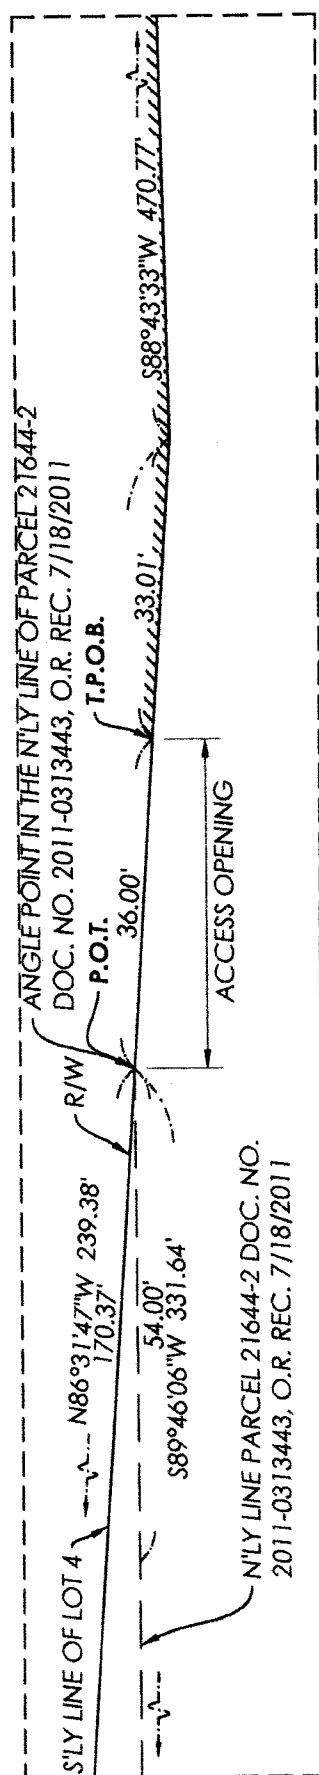 ANGLE POINT IN THE N'LY LINE OF PARCEL 21644-2
DOC. NO. 2011-0313443, O.R. REC. 7/18/2011
R/W
P.O.T.
T.P.O.B.
S'LY LINE OF LOT 4
N86°31'47"W 239.38'
170.37'
36.00'
33.01'
S88°43'33"W 470.77'
54.00'
S89°46'06"W 331.64'
ACCESS OPENING
N'LY LINE PARCEL 21644-2 DOC. NO.
2011-0313443, O.R. REC. 7/18/2011